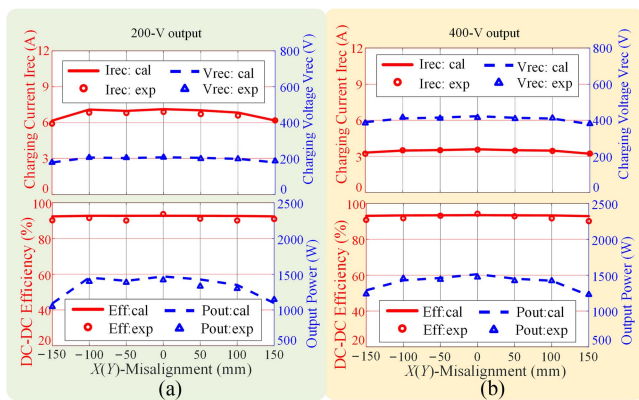 (a)
200-V output
Charging Current Irec (A)
12
9
6
3
0
Irec: cal
Vrec: cal
Irec: exp
Vrec: exp
800
600
400
200
0
Charging Voltage Vrec (V)
DC-DC Efficiency (%)
100
80
60
40
20
Eff:cal
Pout:cal
Eff:exp
Pout:exp
2500
2000
1500
1000
500
Output Power (W)
−150 −100 −50 0 50 100 150
X(Y)-Misalignment (mm)
(a)
(b)
400-V output
Charging Current Irec (A)
12
9
6
3
0
Irec: cal
Vrec: cal
Irec: exp
Vrec: exp
800
600
400
200
0
Charging Voltage Vrec (V)
DC-DC Efficiency (%)
100
80
60
40
20
Eff:cal
Pout:cal
Eff:exp
Pout:exp
2500
2000
1500
1000
500
Output Power (W)
−150 −100 −50 0 50 100 150
X(Y)-Misalignment (mm)
(b)